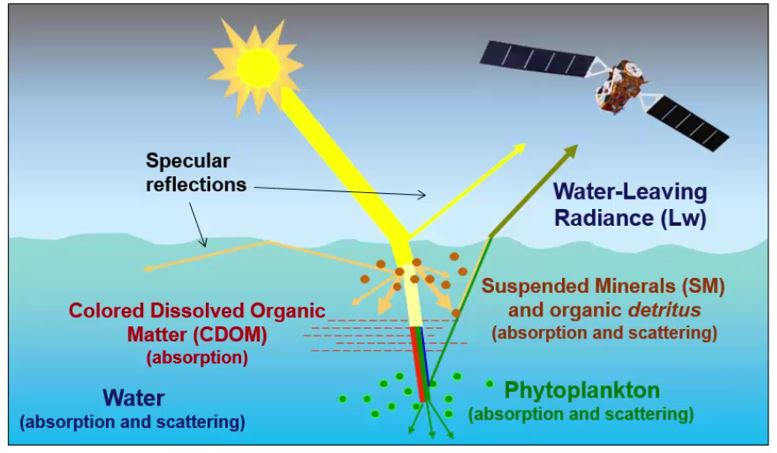 Specular
reflections
Water-Leaving
Radiance (Lw)
Colored Dissolved Organic
Matter (CDOM)
(absorption)
Suspended Minerals (SM)
and organic detritus
(absorption and scattering)
Water
(absorption and scattering)
Phytoplankton
(absorption and scattering)